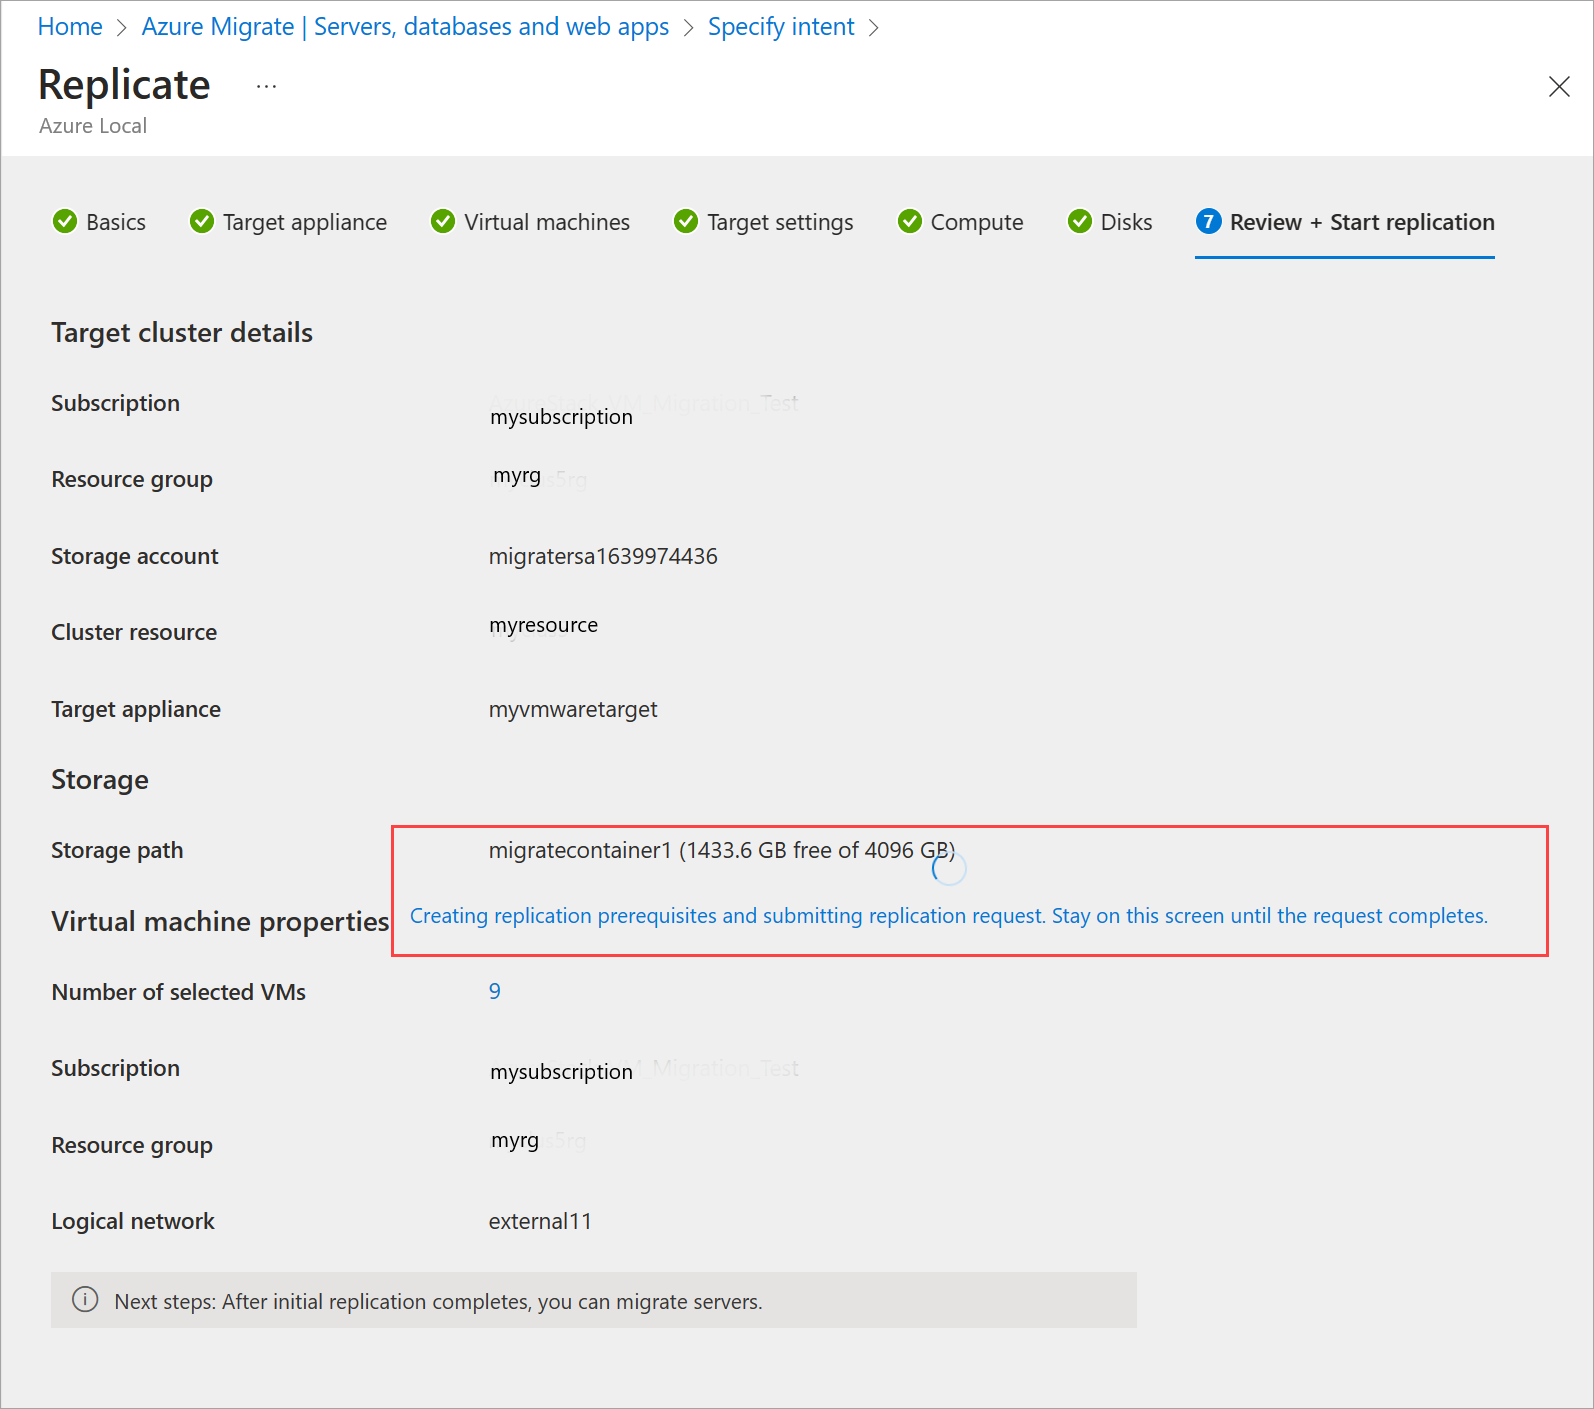 Home > Azure Migrate | Servers, databases and web apps > Specify intent >
Replicate ...
Azure Local
Basics Target appliance Virtual machines Target settings Compute Disks 7 Review + Start replication
Target cluster details
Subscription mysubscription
Resource group myrg
Storage account migratersa1639974436
Cluster resource myresource
Target appliance myvmwaretarget
Storage
Storage path migratecontainer1 (1433.6 GB free of 4096 GB)
Creating replication prerequisites and submitting replication request. Stay on this screen until the request completes.
Virtual machine properties
Number of selected VMs 9
Subscription mysubscription
Resource group myrg
Logical network external11
Next steps: After initial replication completes, you can migrate servers.